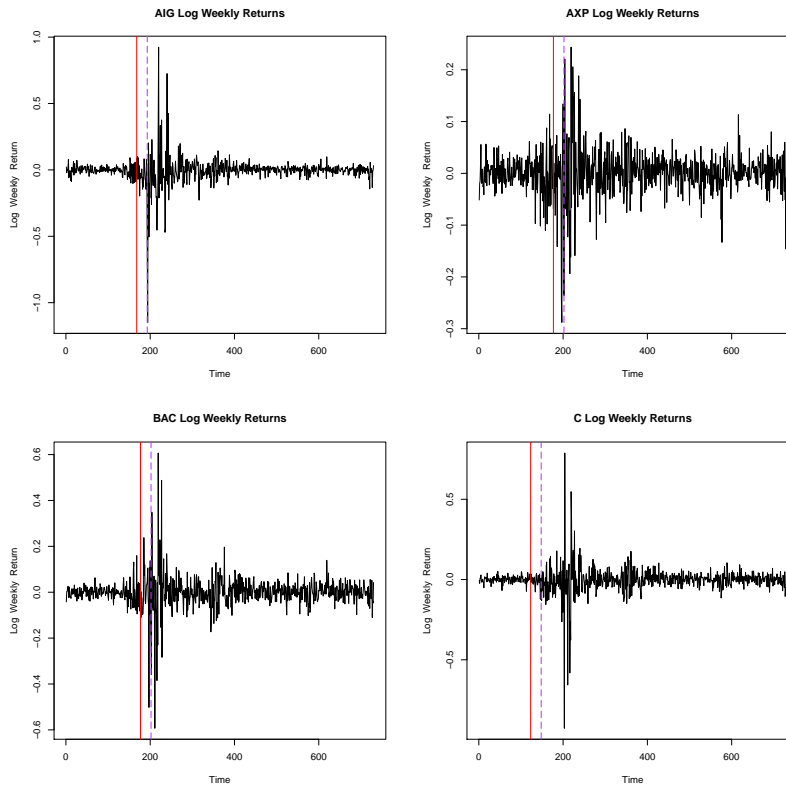 AIG Log Weekly Returns
Log Weekly Return
1.0
0.5
0.0
-0.5
-1.0
0 200 400 600
Time
AXP Log Weekly Returns
Log Weekly Return
0.2
0.1
0.0
-0.1
-0.2
-0.3
0 200 400 600
Time
BAC Log Weekly Returns
Log Weekly Return
0.6
0.4
0.2
0.0
-0.2
-0.4
-0.6
0 200 400 600
Time
C Log Weekly Returns
Log Weekly Return
0.5
0.0
-0.5
0 200 400 600
Time